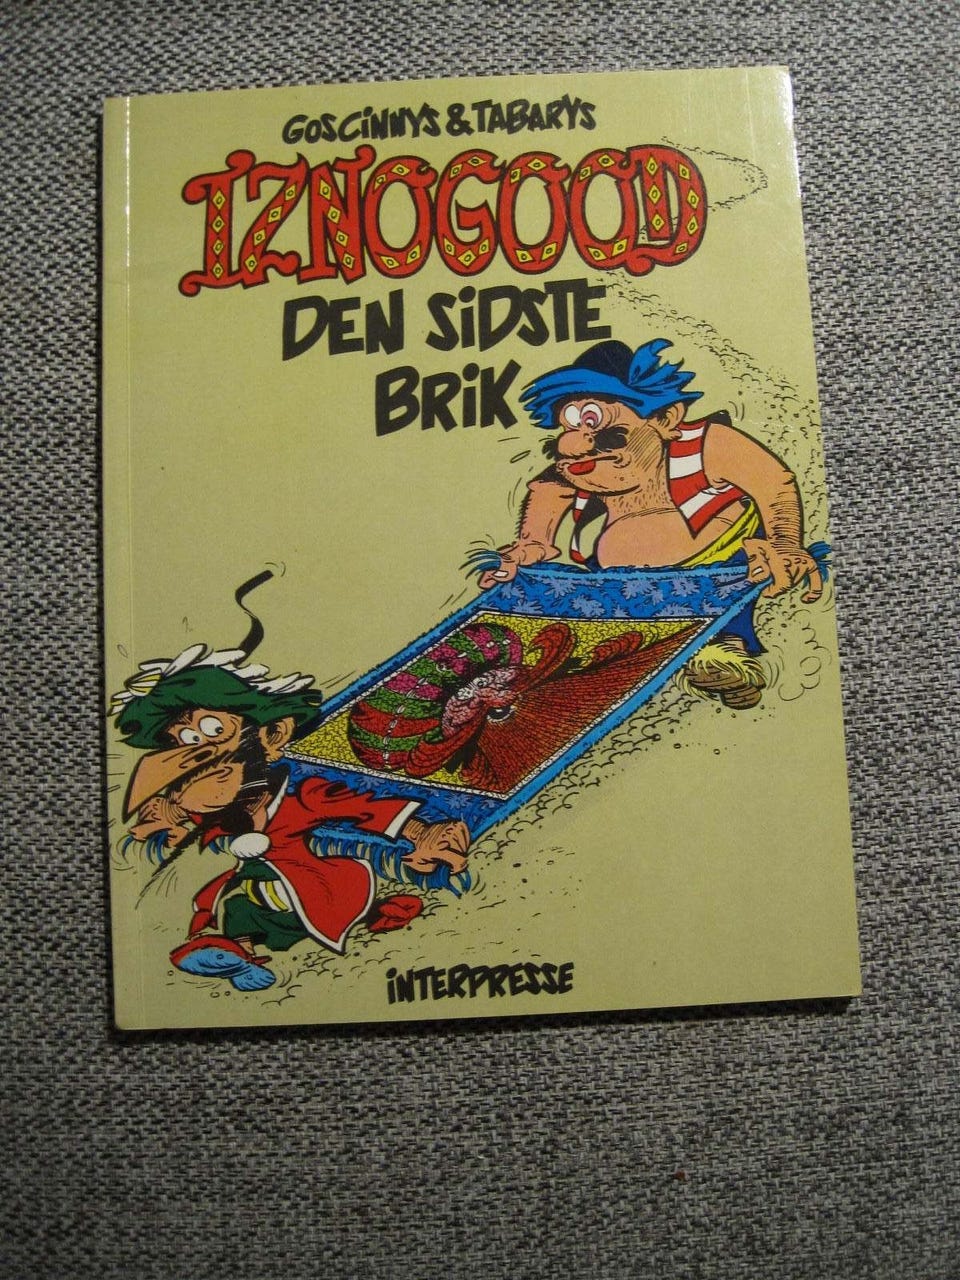 GOSCINNYS & TABARYS
IZNOGOOD
DEN SIDSTE
BRIK
INTERPRESSE